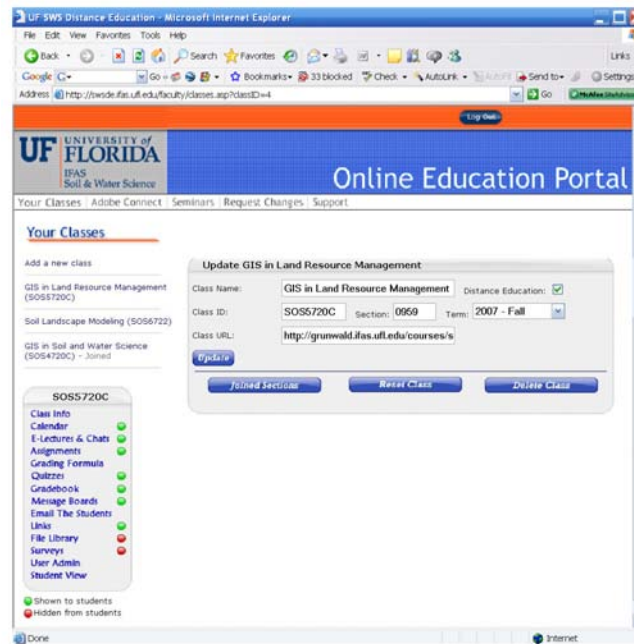 UF SWS Distance Education - Microsoft Internet Explorer
File Edit View Favorites Tools Help
Back Search Favorites Links
Google G Go Bookmarks 33 blocked Check AutoLink Send to Settings
Address http://swsde.ifas.ufl.edu/faculty/classes.asp?classID=4 Go
Log Out
UF UNIVERSITY of
FLORIDA
IFAS
Soil & Water Science
Online Education Portal
Your Classes Adobe Connect Seminars Request Changes Support
Your Classes
Add a new class
GIS in Land Resource Management
(SOS5720C)
Soil Landscape Modeling (SOS6722)
GIS in Soil and Water Science
(SOS4720C) - Joined
Update GIS in Land Resource Management
Class Name: GIS in Land Resource Management Distance Education:
Class ID: SOS5720C Section: 0959 Term: 2007 - Fall
Class URL: http://grunwald.ifas.ufl.edu/courses/s
Update
Joined Sections Reset Class Delete Class
SOS5720C
Class Info
Calendar
E-Lectures & Chats
Assignments
Grading Formula
Quizzes
Gradebook
Message Boards
Email The Students
Links
File Library
Surveys
User Admin
Student View
Shown to students
Hidden from students
Done Internet